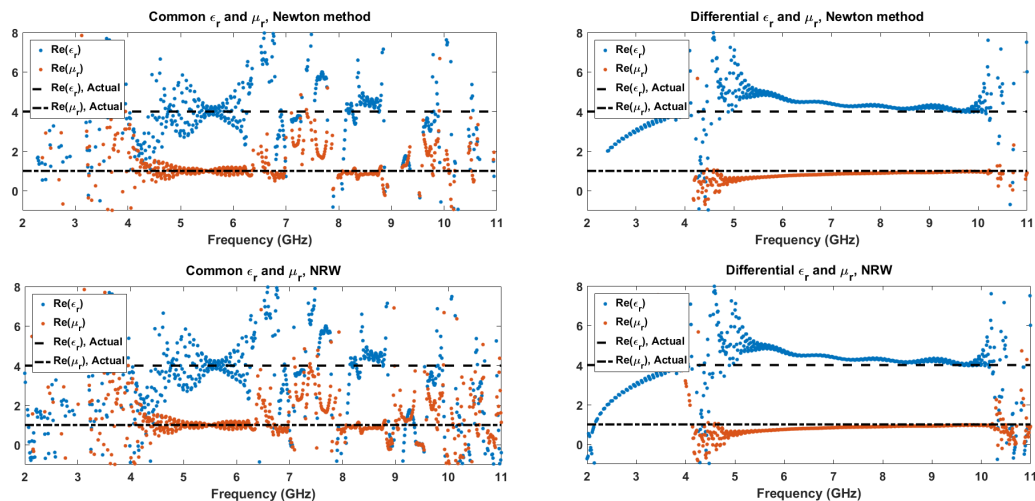 Common ϵr and μr, Newton method
8
6
4
2
0
Re(ϵr)
Re(μr)
Re(ϵr), Actual
Re(μr), Actual
2 3 4 5 6 7 8 9 10 11
Frequency (GHz)
Differential ϵr and μr, Newton method
8
6
4
2
0
Re(ϵr)
Re(μr)
Re(ϵr), Actual
Re(μr), Actual
2 3 4 5 6 7 8 9 10 11
Frequency (GHz)
Common ϵr and μr, NRW
8
6
4
2
0
Re(ϵr)
Re(μr)
Re(ϵr), Actual
Re(μr), Actual
2 3 4 5 6 7 8 9 10 11
Frequency (GHz)
Differential ϵr and μr, NRW
8
6
4
2
0
Re(ϵr)
Re(μr)
Re(ϵr), Actual
Re(μr), Actual
2 3 4 5 6 7 8 9 10 11
Frequency (GHz)